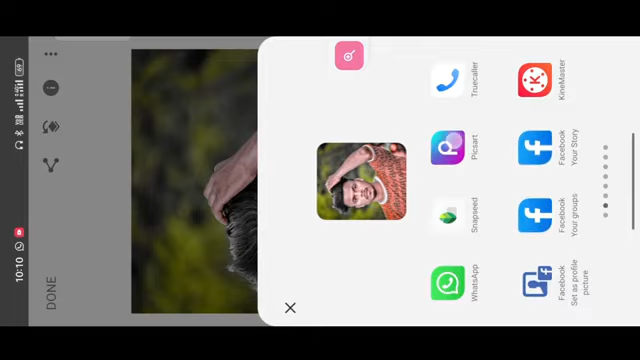 10:10
69
DONE
WhatsApp
Snapseed
Picsart
Truecaller
Facebook
Set as profile
picture
Facebook
Your groups
Facebook
Your Story
KineMaster